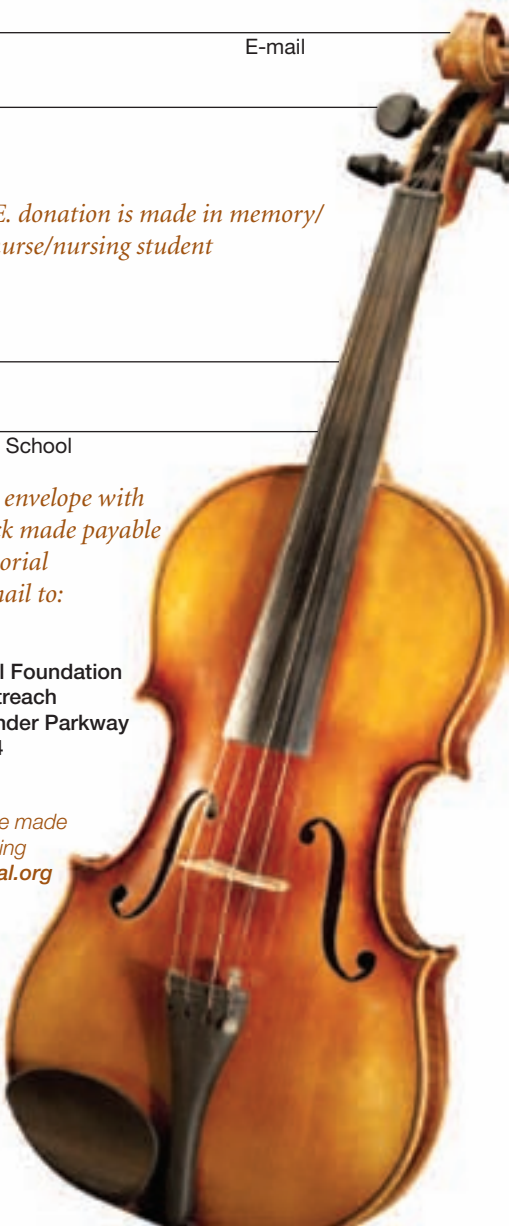 E-mail
E. donation is made in memory/
urse/nursing student
School
envelope with
k made payable
orial
ail to:
l Foundation
treach
nder Parkway
4
e made
ing
al.org